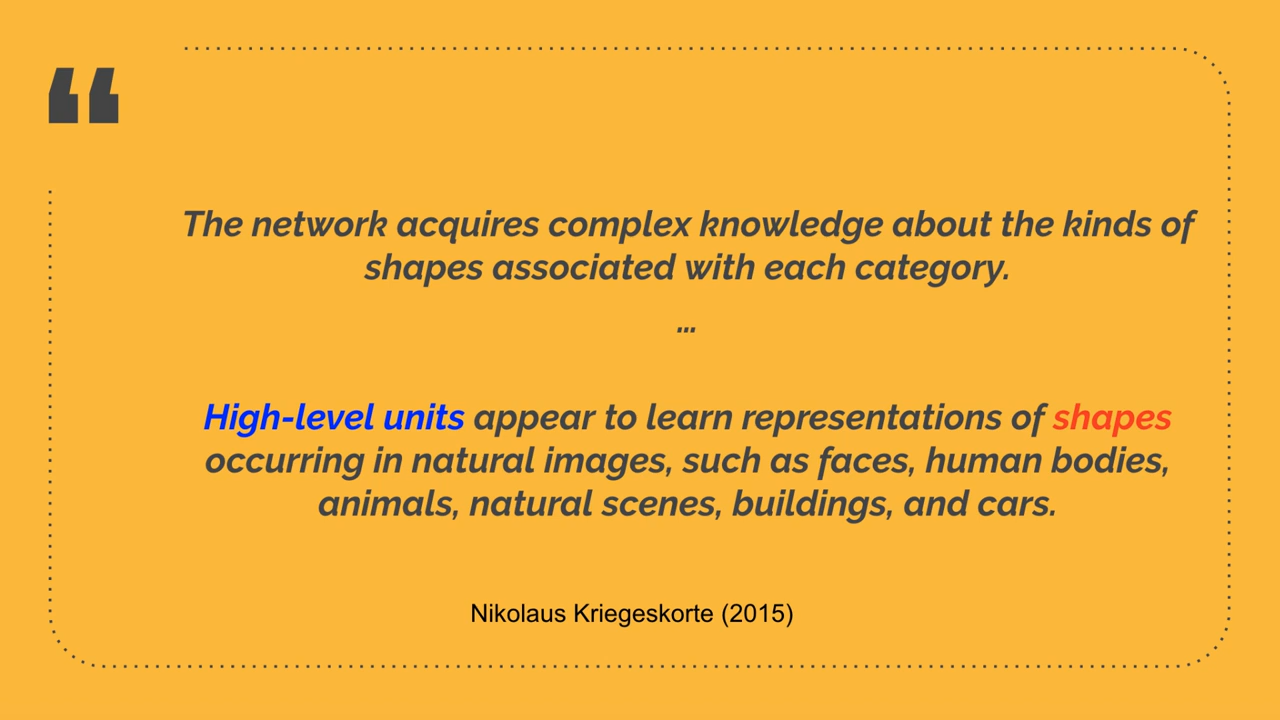 “
The network acquires complex knowledge about the kinds of
shapes associated with each category.
...
High-level units appear to learn representations of shapes
occurring in natural images, such as faces, human bodies,
animals, natural scenes, buildings, and cars.
Nikolaus Kriegeskorte (2015)